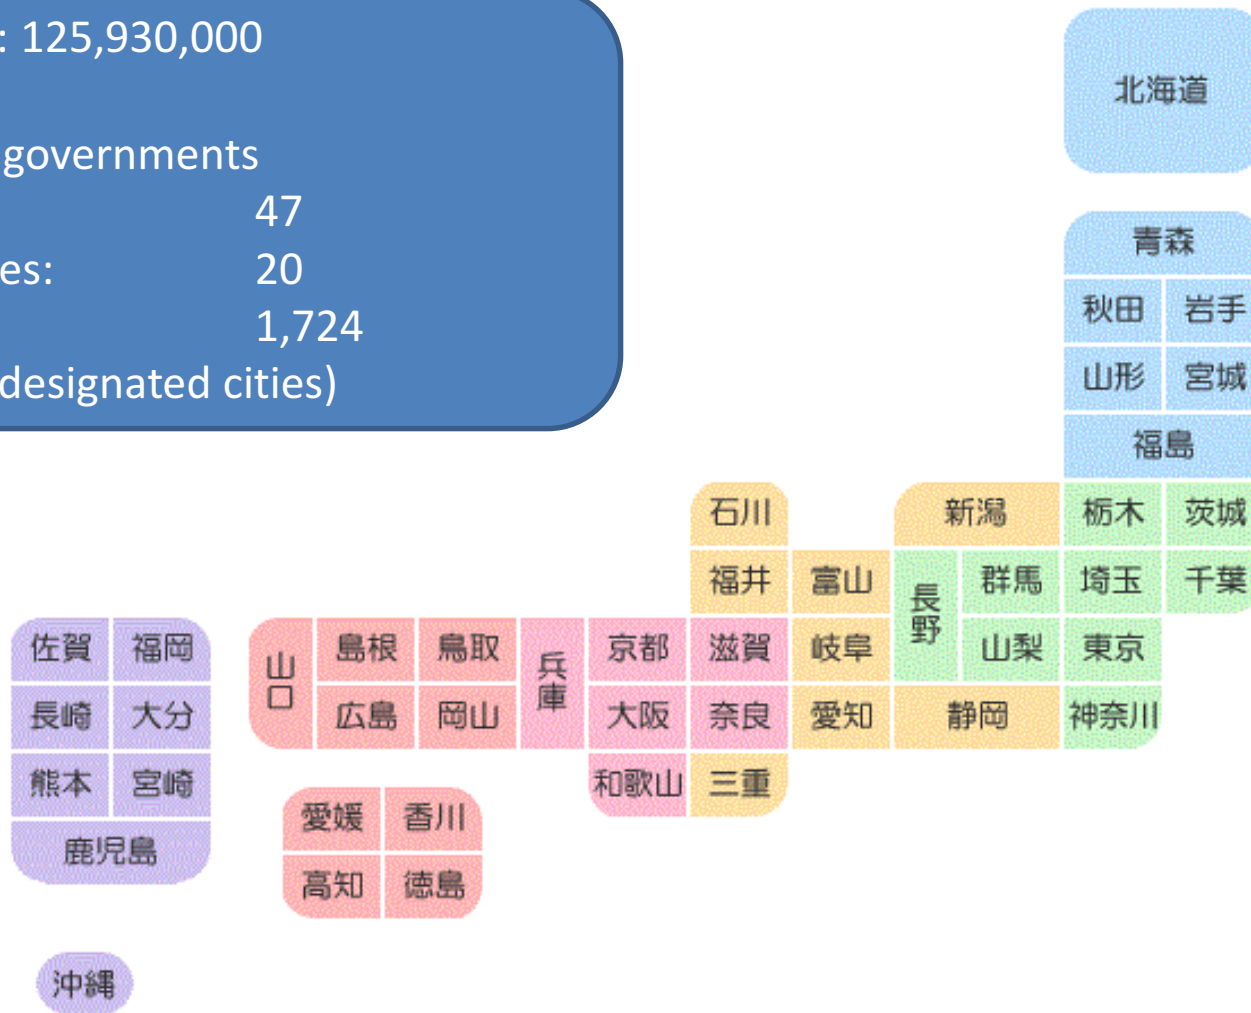 : 125,930,000
governments
47
es: 20
1,724
designated cities)
北海道
青森
秋田 岩手
山形 宮城
福島
石川 新潟 栃木 茨城
福井 富山 長野 群馬 埼玉 千葉
佐賀 福岡 山口 島根 鳥取 兵庫 京都 滋賀 岐阜 山梨 東京
長崎 大分 広島 岡山 大阪 奈良 愛知 静岡 神奈川
熊本 宮崎 和歌山 三重
愛媛 香川
鹿児島
高知 徳島
沖縄